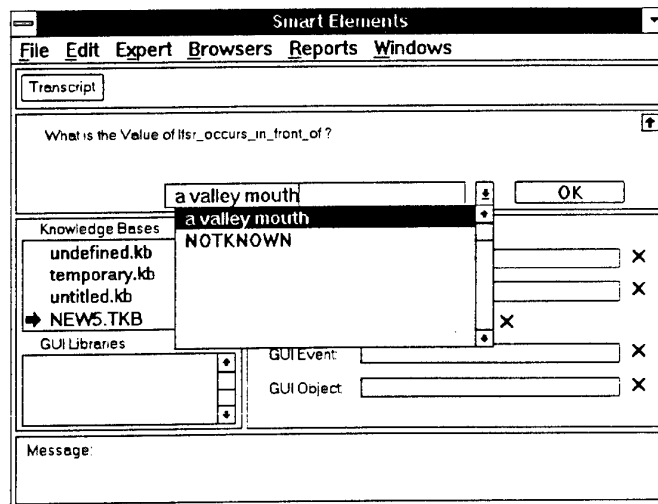 Smart Elements
File Edit Expert Browsers Reports Windows
Transcript
What is the Value of lfsr_occurs_in_front_of ?
a valley mouth
OK
a valley mouth
NOTKNOWN
Knowledge Bases
undefined.kb
temporary.kb
untitled.kb
NEW5.TKB
GUI Libraries
GUI Event:
GUI Object
Message: